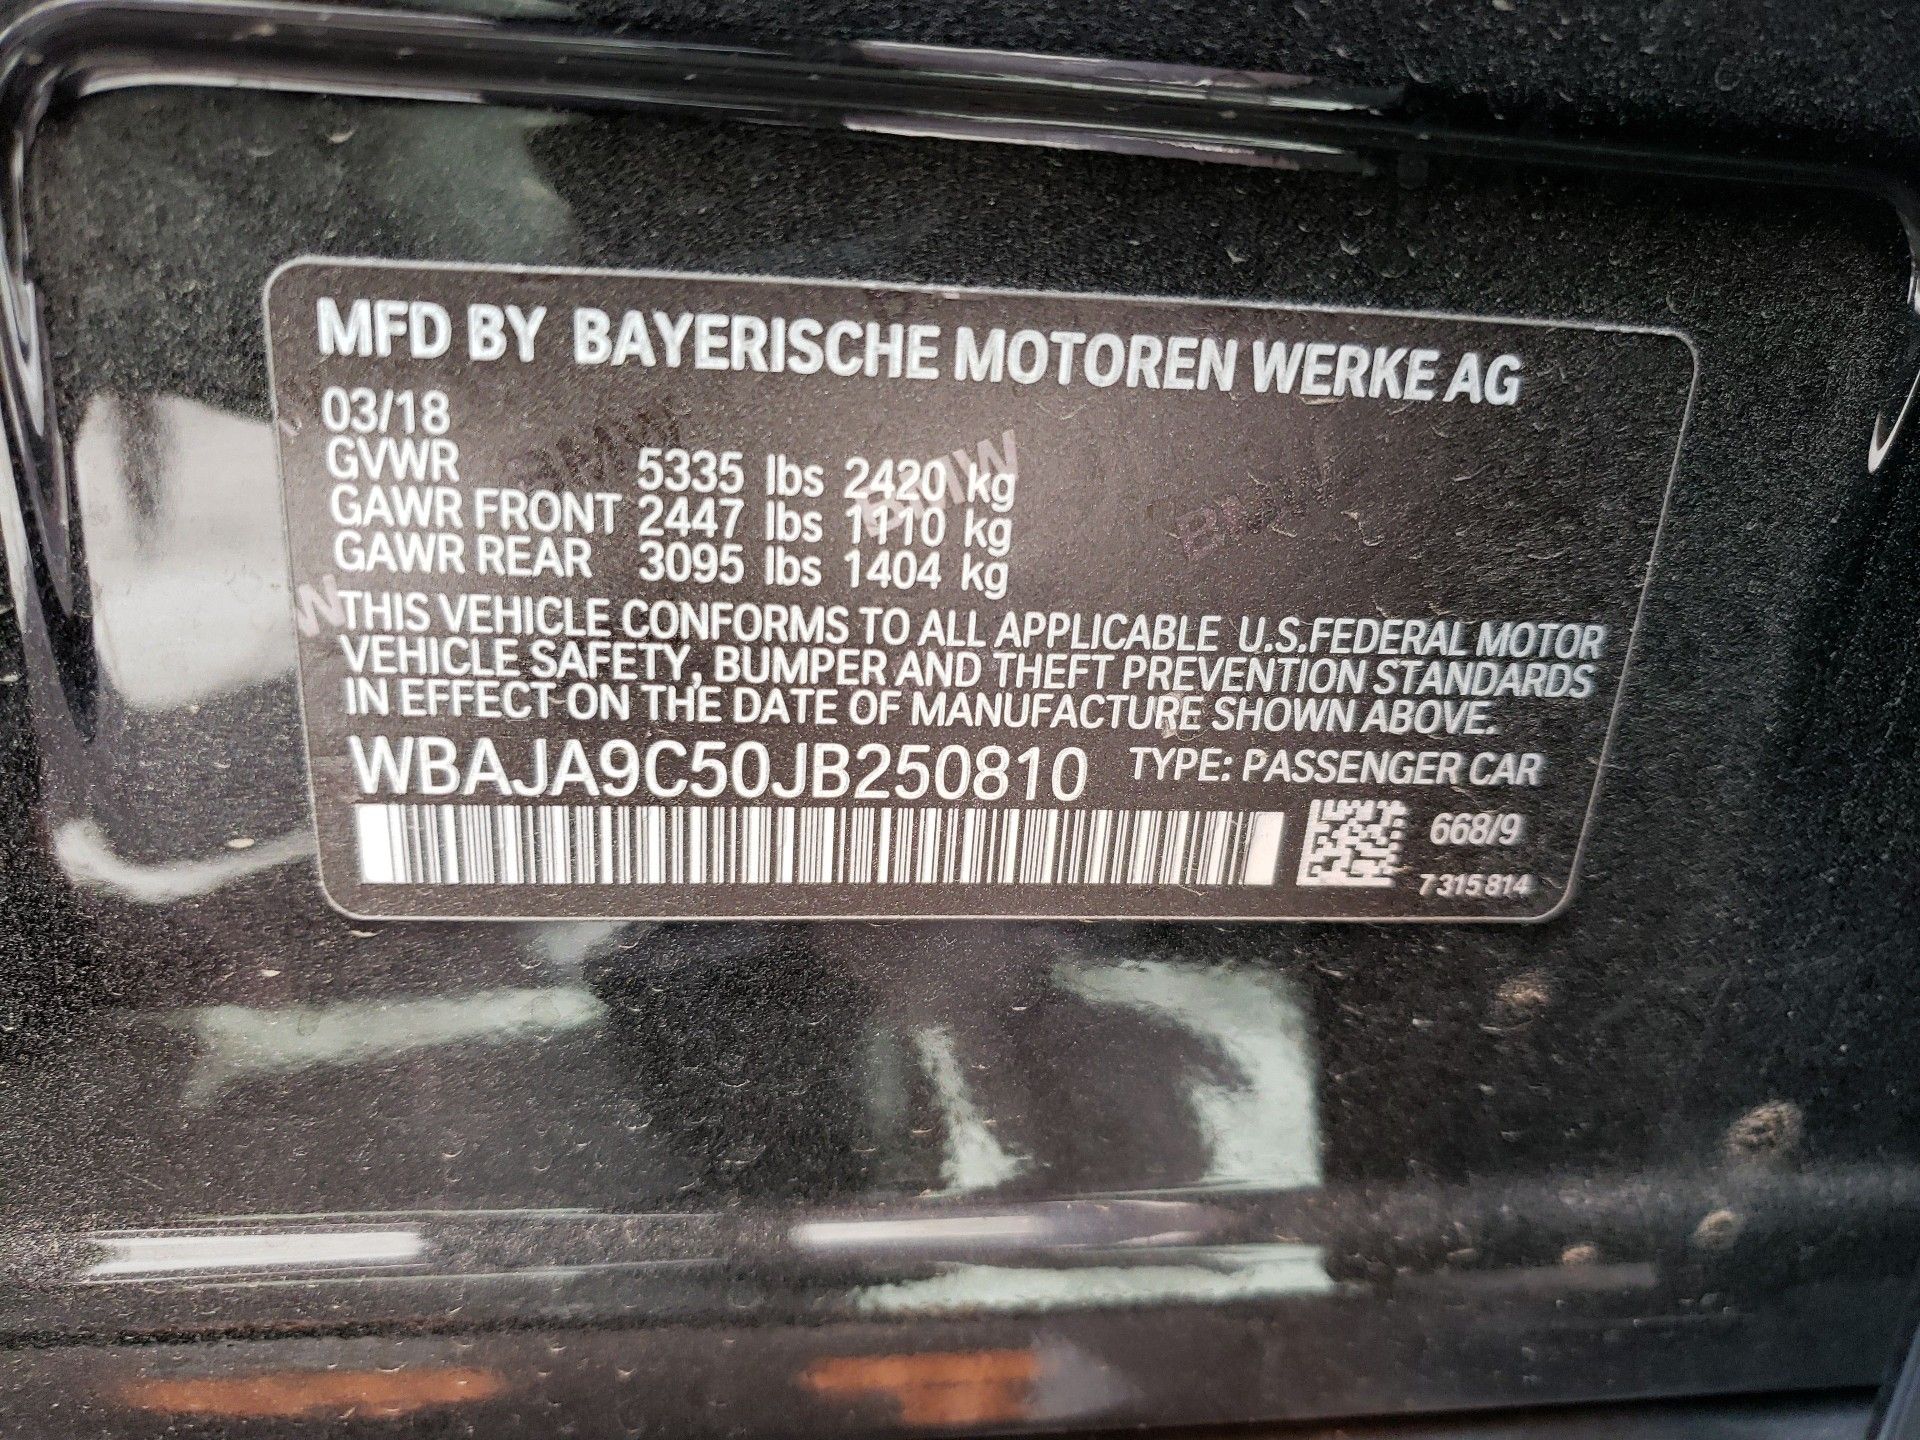 MFD BY BAYERISCHE MOTOREN WERKE AG
03/18
GVWR 5335 lbs 2420 kg
GAWR FRONT 2447 lbs 1110 kg
GAWR REAR 3095 lbs 1404 kg
THIS VEHICLE CONFORMS TO ALL APPLICABLE U.S.FEDERAL MOTOR
VEHICLE SAFETY, BUMPER AND THEFT PREVENTION STANDARDS
IN EFFECT ON THE DATE OF MANUFACTURE SHOWN ABOVE.
WBAJA9C50JB250810 TYPE: PASSENGER CAR
668/9
7 315 814
BMW
BMW
BMW